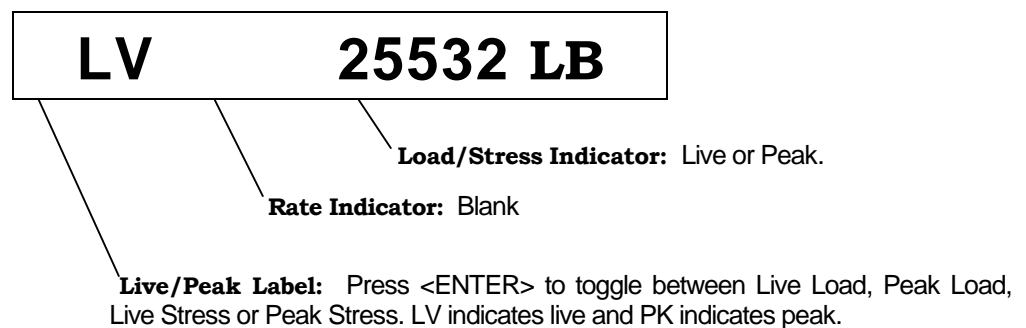 LV 25532 LB
Load/Stress Indicator: Live or Peak.
Rate Indicator: Blank
Live/Peak Label: Press <ENTER> to toggle between Live Load, Peak Load,
Live Stress or Peak Stress. LV indicates live and PK indicates peak.